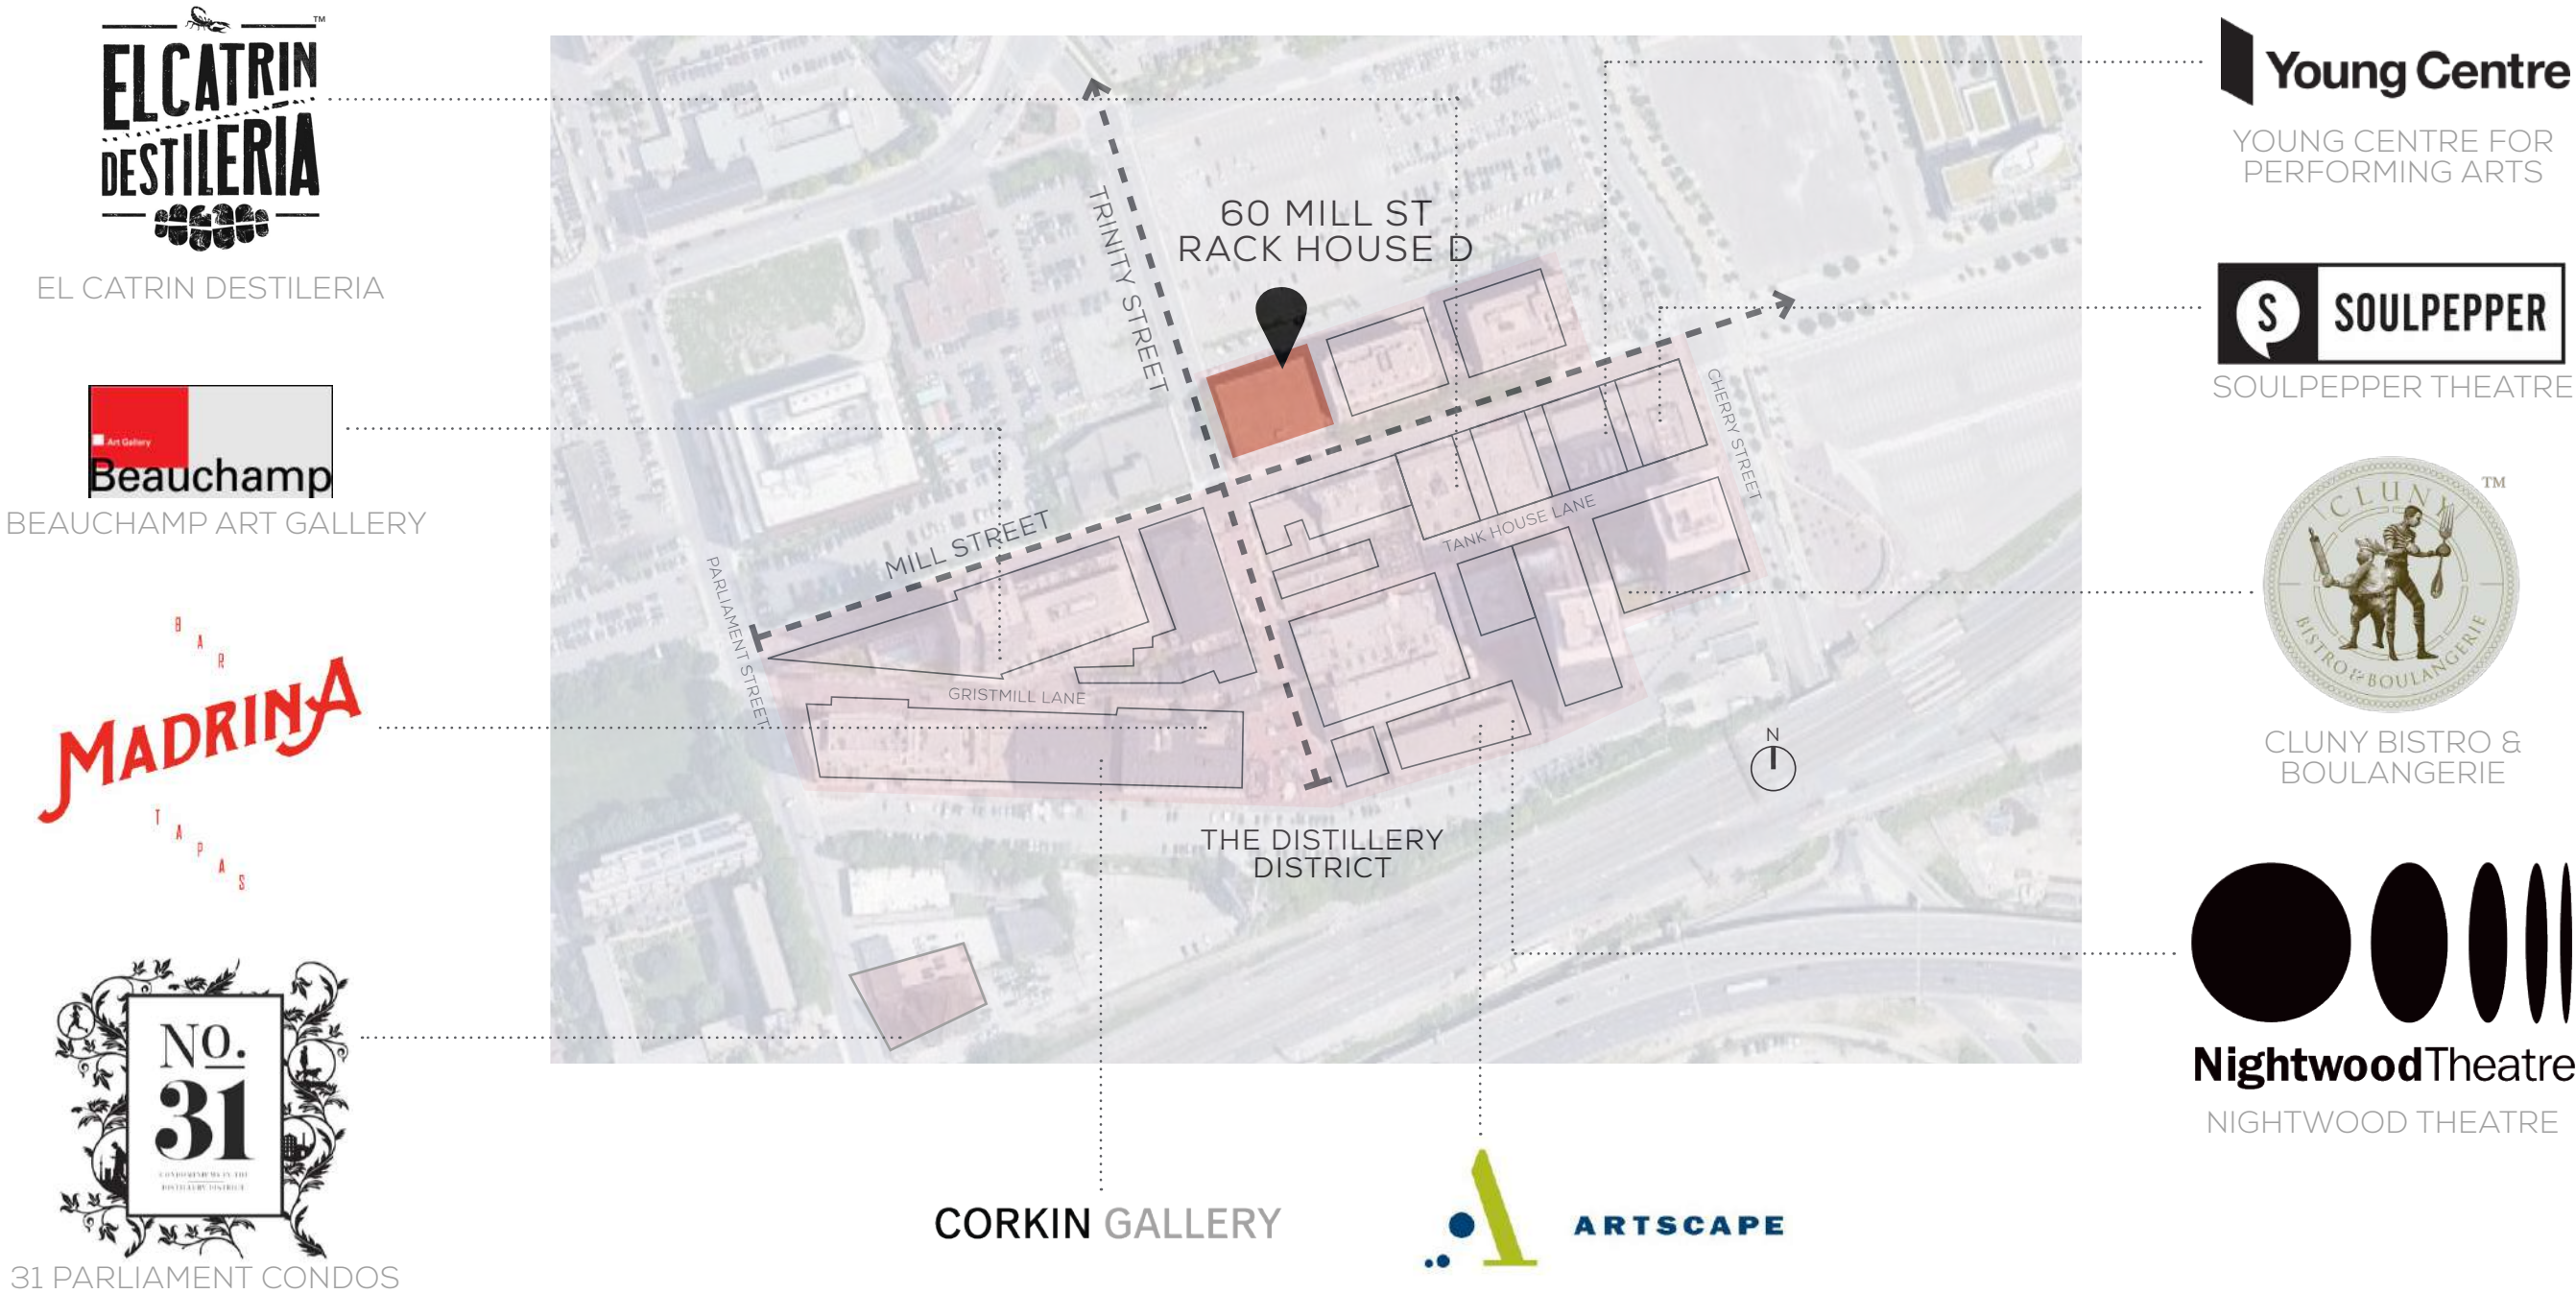 ELCATRIN
DESTILERIA
TM
EL CATRIN DESTILERIA
Art Gallery
Beauchamp
BEAUCHAMP ART GALLERY
BAR
MADRINA
TAPAS
No.
31
31 PARLIAMENT CONDOS
TRINITY STREET
60 MILL ST
RACK HOUSE D
MILL STREET
PARLIAMENT STREET
GRISTMILL LANE
TANK HOUSE LANE
CHERRY STREET
N
THE DISTILLERY
DISTRICT
CORKIN GALLERY
ARTSCAPE
Young Centre
YOUNG CENTRE FOR
PERFORMING ARTS
S SOULPEPPER
SOULPEPPER THEATRE
CLUNY
TM
BISTRO & BOULANGERIE
CLUNY BISTRO &
BOULANGERIE
NightwoodTheatre
NIGHTWOOD THEATRE